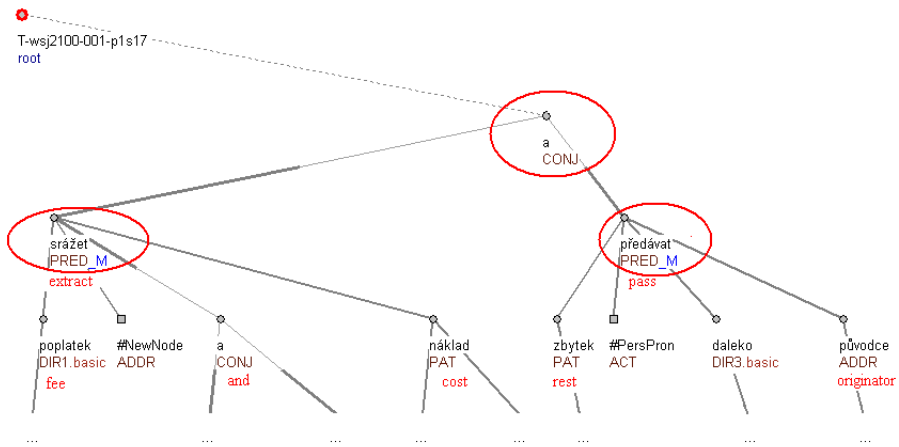 T-wsj2100-001-p1s17
root
a
CONJ
srážet
PRED_M
extract
předávat
PRED_M
pass
poplatek #NewNode a náklad zbytek #PersPron daleko původce
DIR1.basic ADDR CONJ PAT PAT ACT DIR3.basic ADDR
fee and cost rest originator
... ... ... ... ... ... ... ...